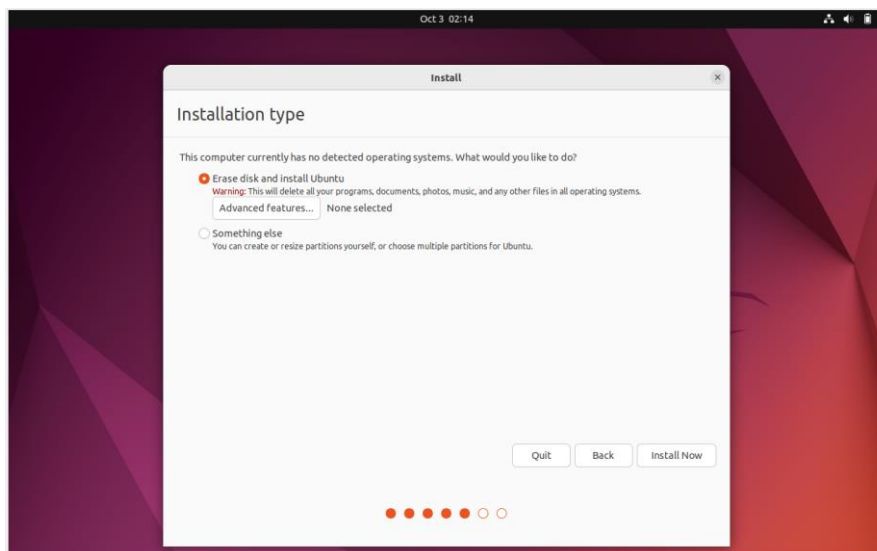 Oct 3 02:14
Install
Installation type
This computer currently has no detected operating systems. What would you like to do?
Erase disk and install Ubuntu
Warning: This will delete all your programs, documents, photos, music, and any other files in all operating systems.
Advanced features... None selected
Something else
You can create or resize partitions yourself, or choose multiple partitions for Ubuntu.
Quit Back Install Now